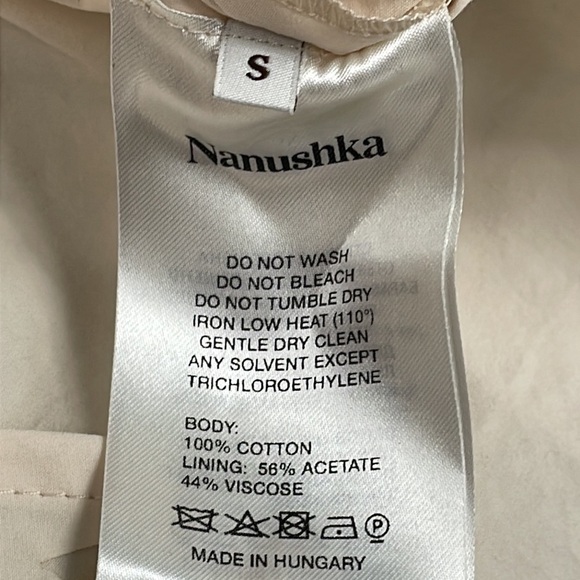 S
Nanushka
DO NOT WASH
DO NOT BLEACH
DO NOT TUMBLE DRY
IRON LOW HEAT (110°)
GENTLE DRY CLEAN
ANY SOLVENT EXCEPT
TRICHLOROETHYLENE
BODY:
100% COTTON
LINING: 56% ACETATE
44% VISCOSE
P
MADE IN HUNGARY